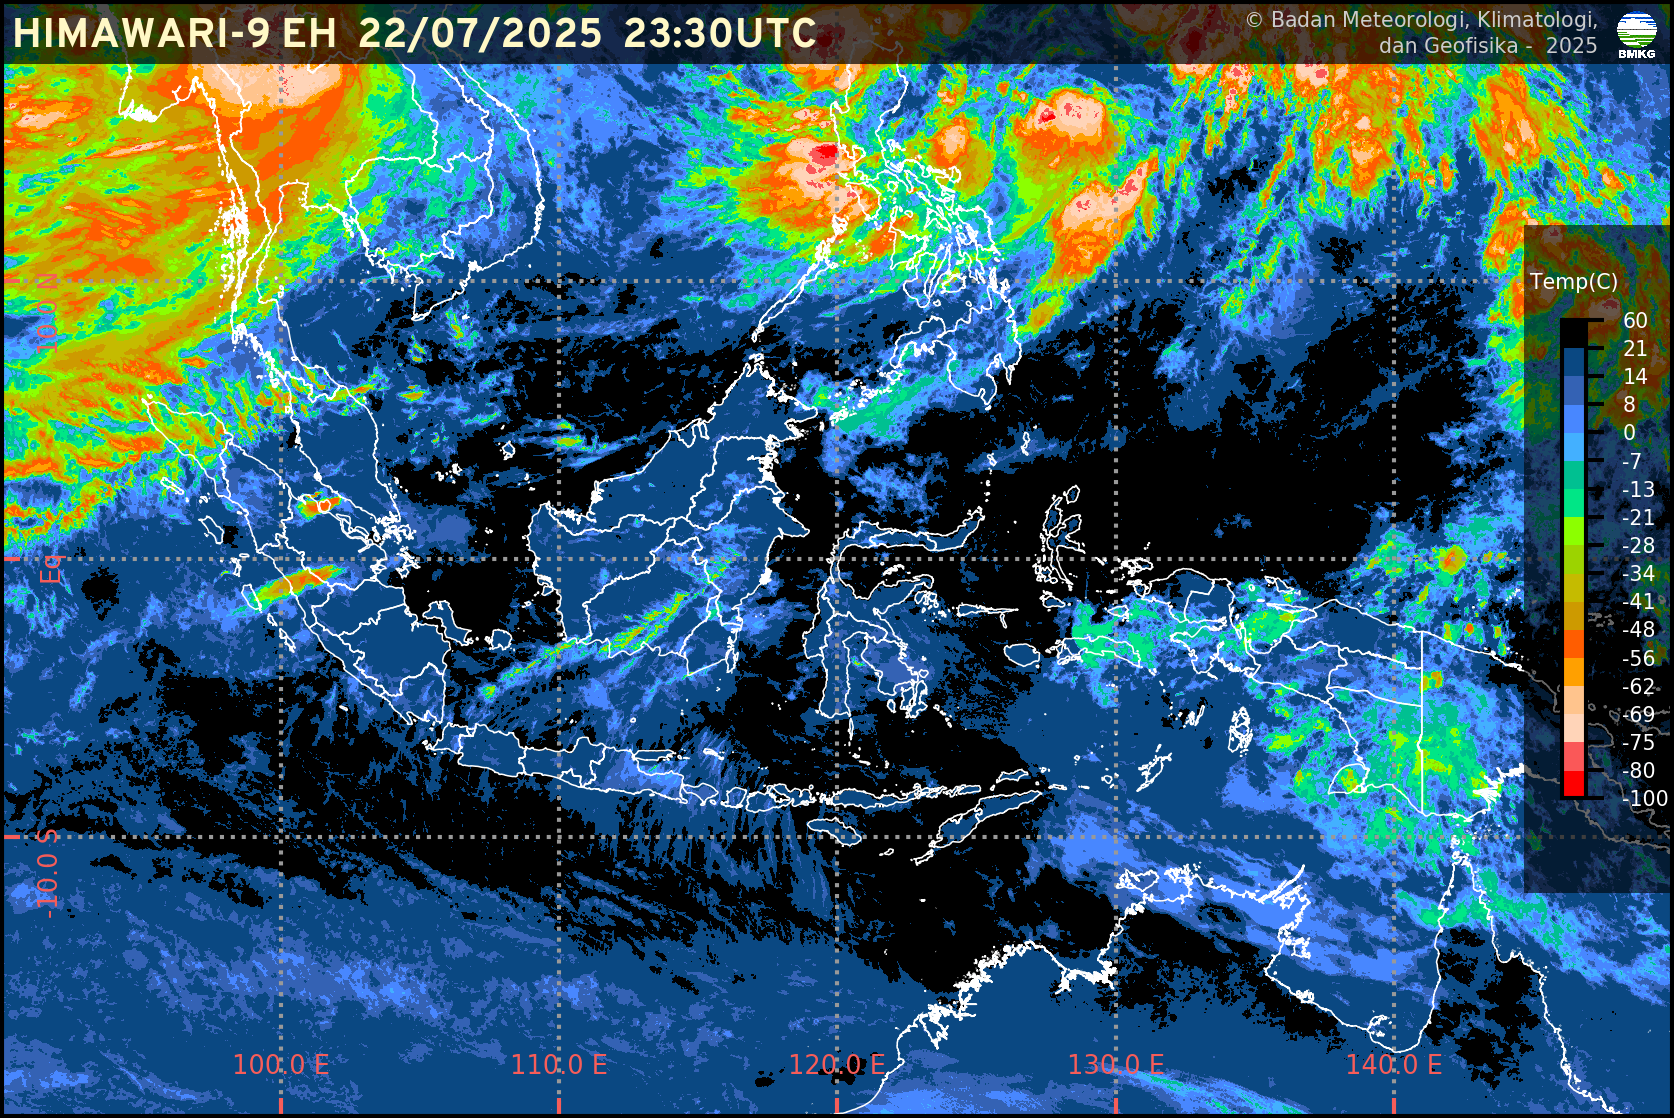 HIMAWARI-9 EH 22/07/2025 23:30UTC
© Badan Meteorologi, Klimatologi,
dan Geofisika - 2025
BMKG
Temp(C)
60
21
14
8
0
-7
-13
-21
-28
-34
-41
-48
-56
-62
-69
-75
-80
-100
10.0 N
Eq
-10.0 S
100.0 E
110.0 E
120.0 E
130.0 E
140.0 E